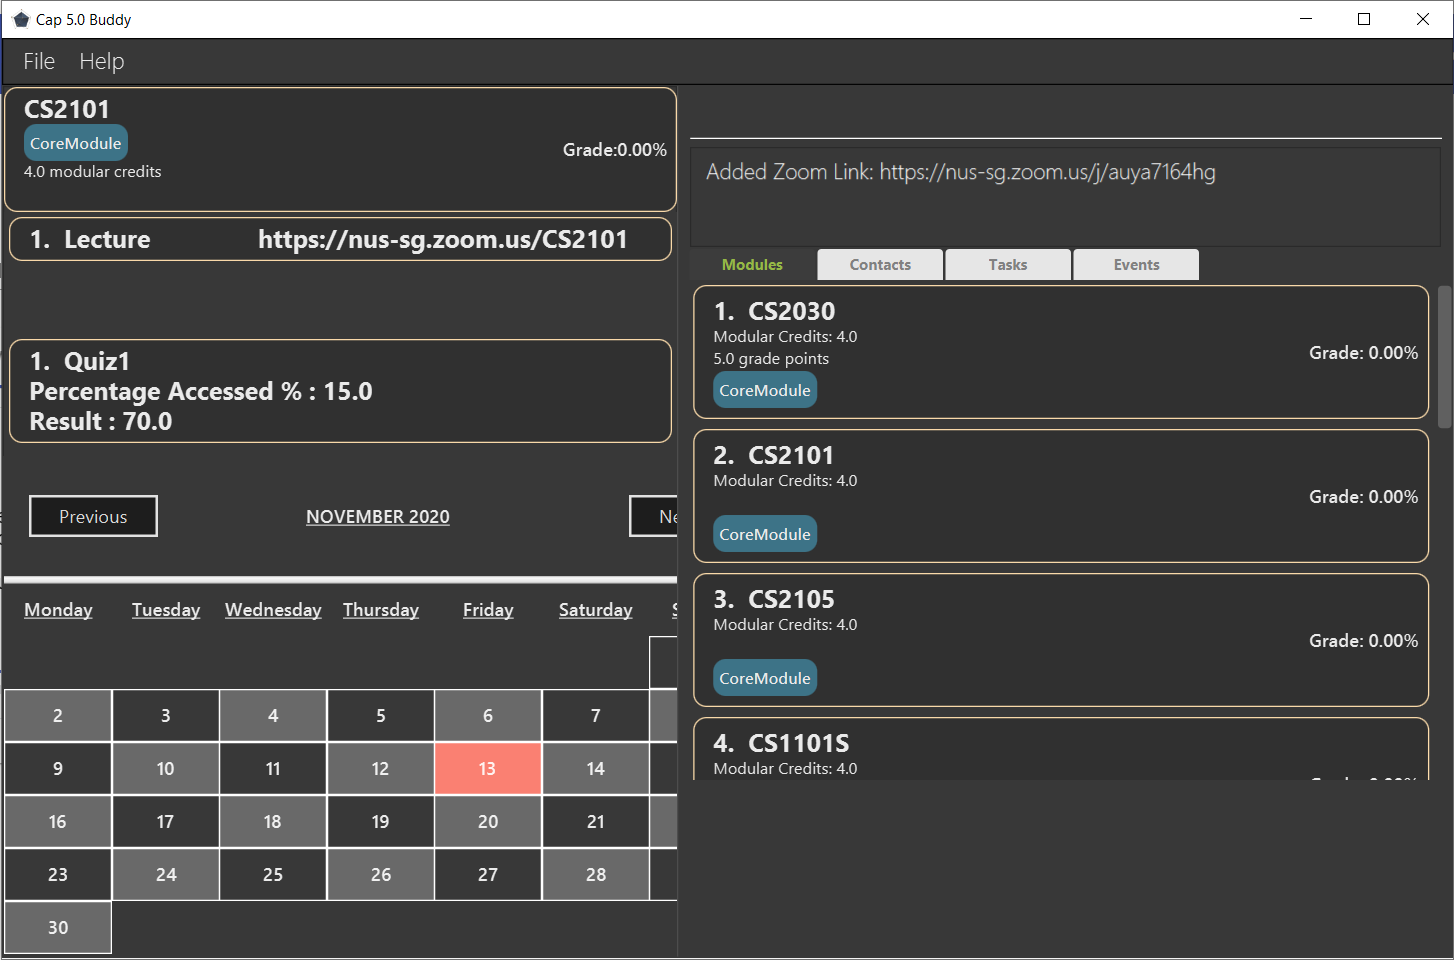 Cap 5.0 Buddy
File Help
CS2101
CoreModule
4.0 modular credits
Grade:0.00%
1. Lecture https://nus-sg.zoom.us/CS2101
1. Quiz1
Percentage Accessed % : 15.0
Result : 70.0
Previous NOVEMBER 2020 Ne
Monday Tuesday Wednesday Thursday Friday Saturday S
2 3 4 5 6 7
9 10 11 12 13 14
16 17 18 19 20 21
23 24 25 26 27 28
30
Added Zoom Link: https://nus-sg.zoom.us/j/auya7164hg
Modules Contacts Tasks Events
1. CS2030
Modular Credits: 4.0
5.0 grade points
Grade: 0.00%
CoreModule
2. CS2101
Modular Credits: 4.0
Grade: 0.00%
CoreModule
3. CS2105
Modular Credits: 4.0
Grade: 0.00%
CoreModule
4. CS1101S
Modular Credits: 4.0